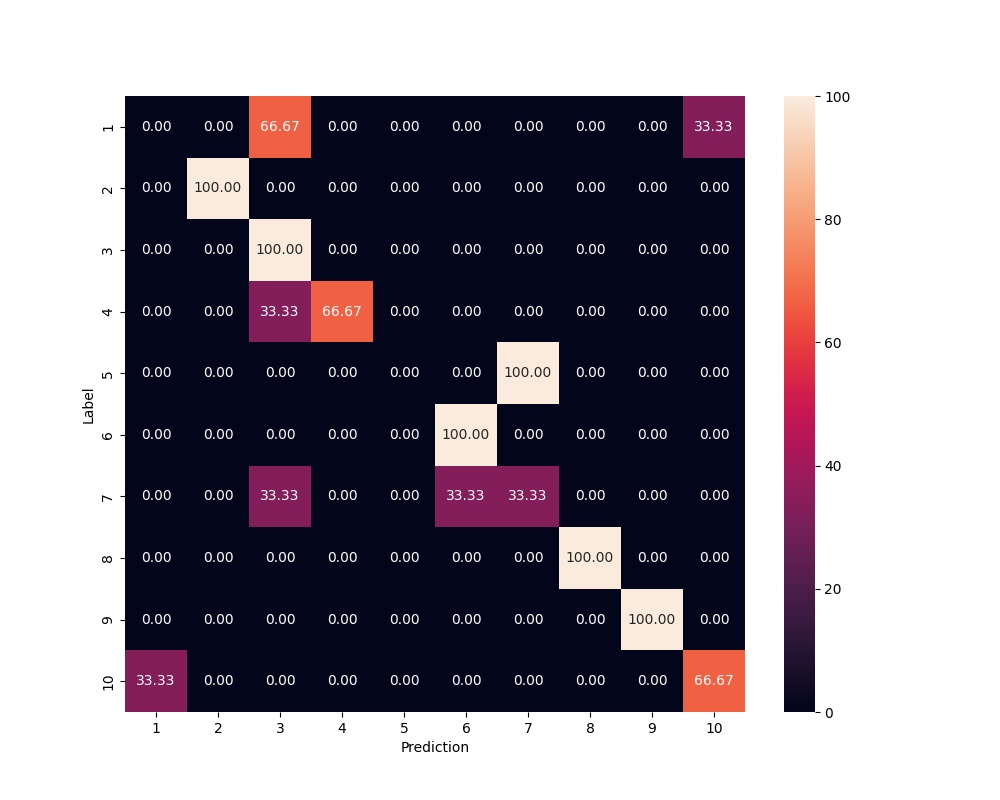 1 0.00 0.00 66.67 0.00 0.00 0.00 0.00 0.00 0.00 33.33 100
2 0.00 100.00 0.00 0.00 0.00 0.00 0.00 0.00 0.00 0.00
80
3 0.00 0.00 100.00 0.00 0.00 0.00 0.00 0.00 0.00 0.00
4 0.00 0.00 33.33 66.67 0.00 0.00 0.00 0.00 0.00 0.00
60
5 0.00 0.00 0.00 0.00 0.00 0.00 100.00 0.00 0.00 0.00
Label
6 0.00 0.00 0.00 0.00 0.00 100.00 0.00 0.00 0.00 0.00
40
7 0.00 0.00 33.33 0.00 0.00 33.33 33.33 0.00 0.00 0.00
8 0.00 0.00 0.00 0.00 0.00 0.00 0.00 100.00 0.00 0.00
20
9 0.00 0.00 0.00 0.00 0.00 0.00 0.00 0.00 100.00 0.00
10 33.33 0.00 0.00 0.00 0.00 0.00 0.00 0.00 0.00 66.67
0
1 2 3 4 5 6 7 8 9 10
Prediction